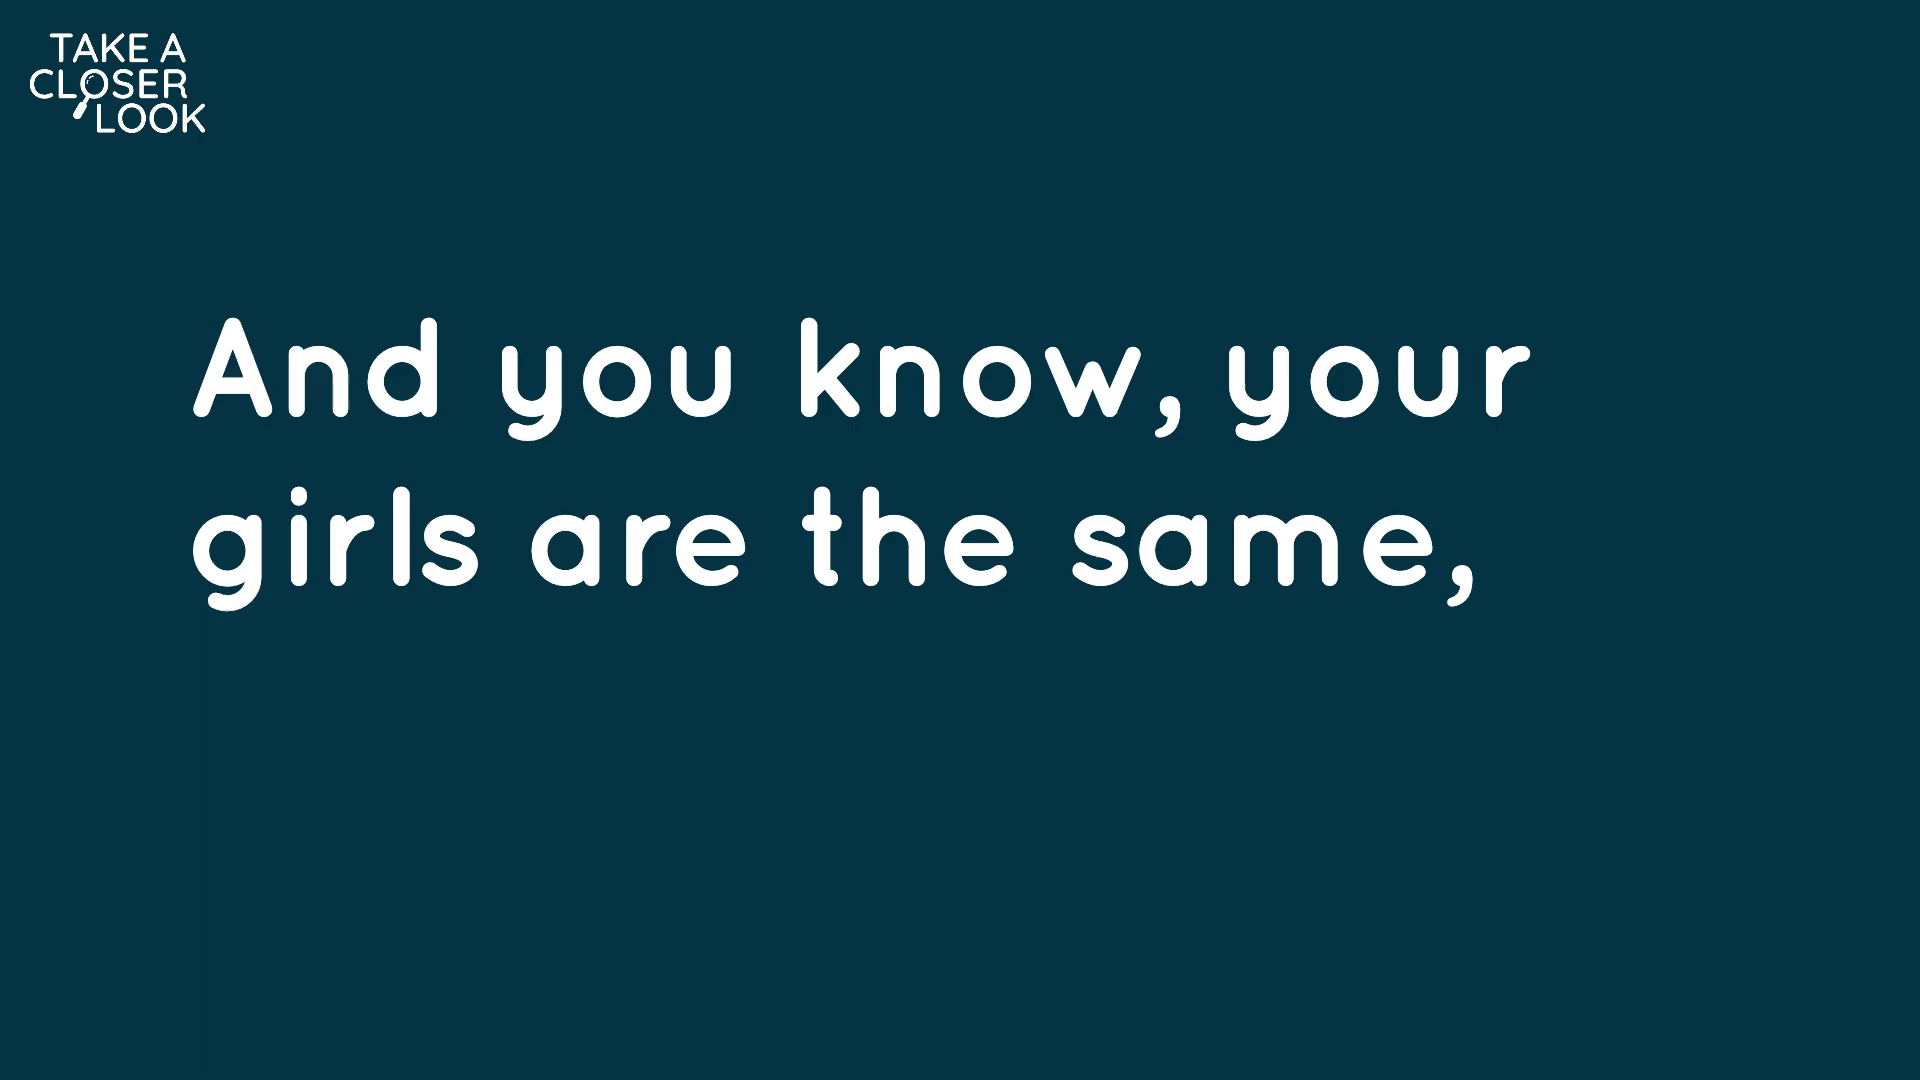 TAKE A
CLOSER
LOOK
And you know, your
girls are the same,